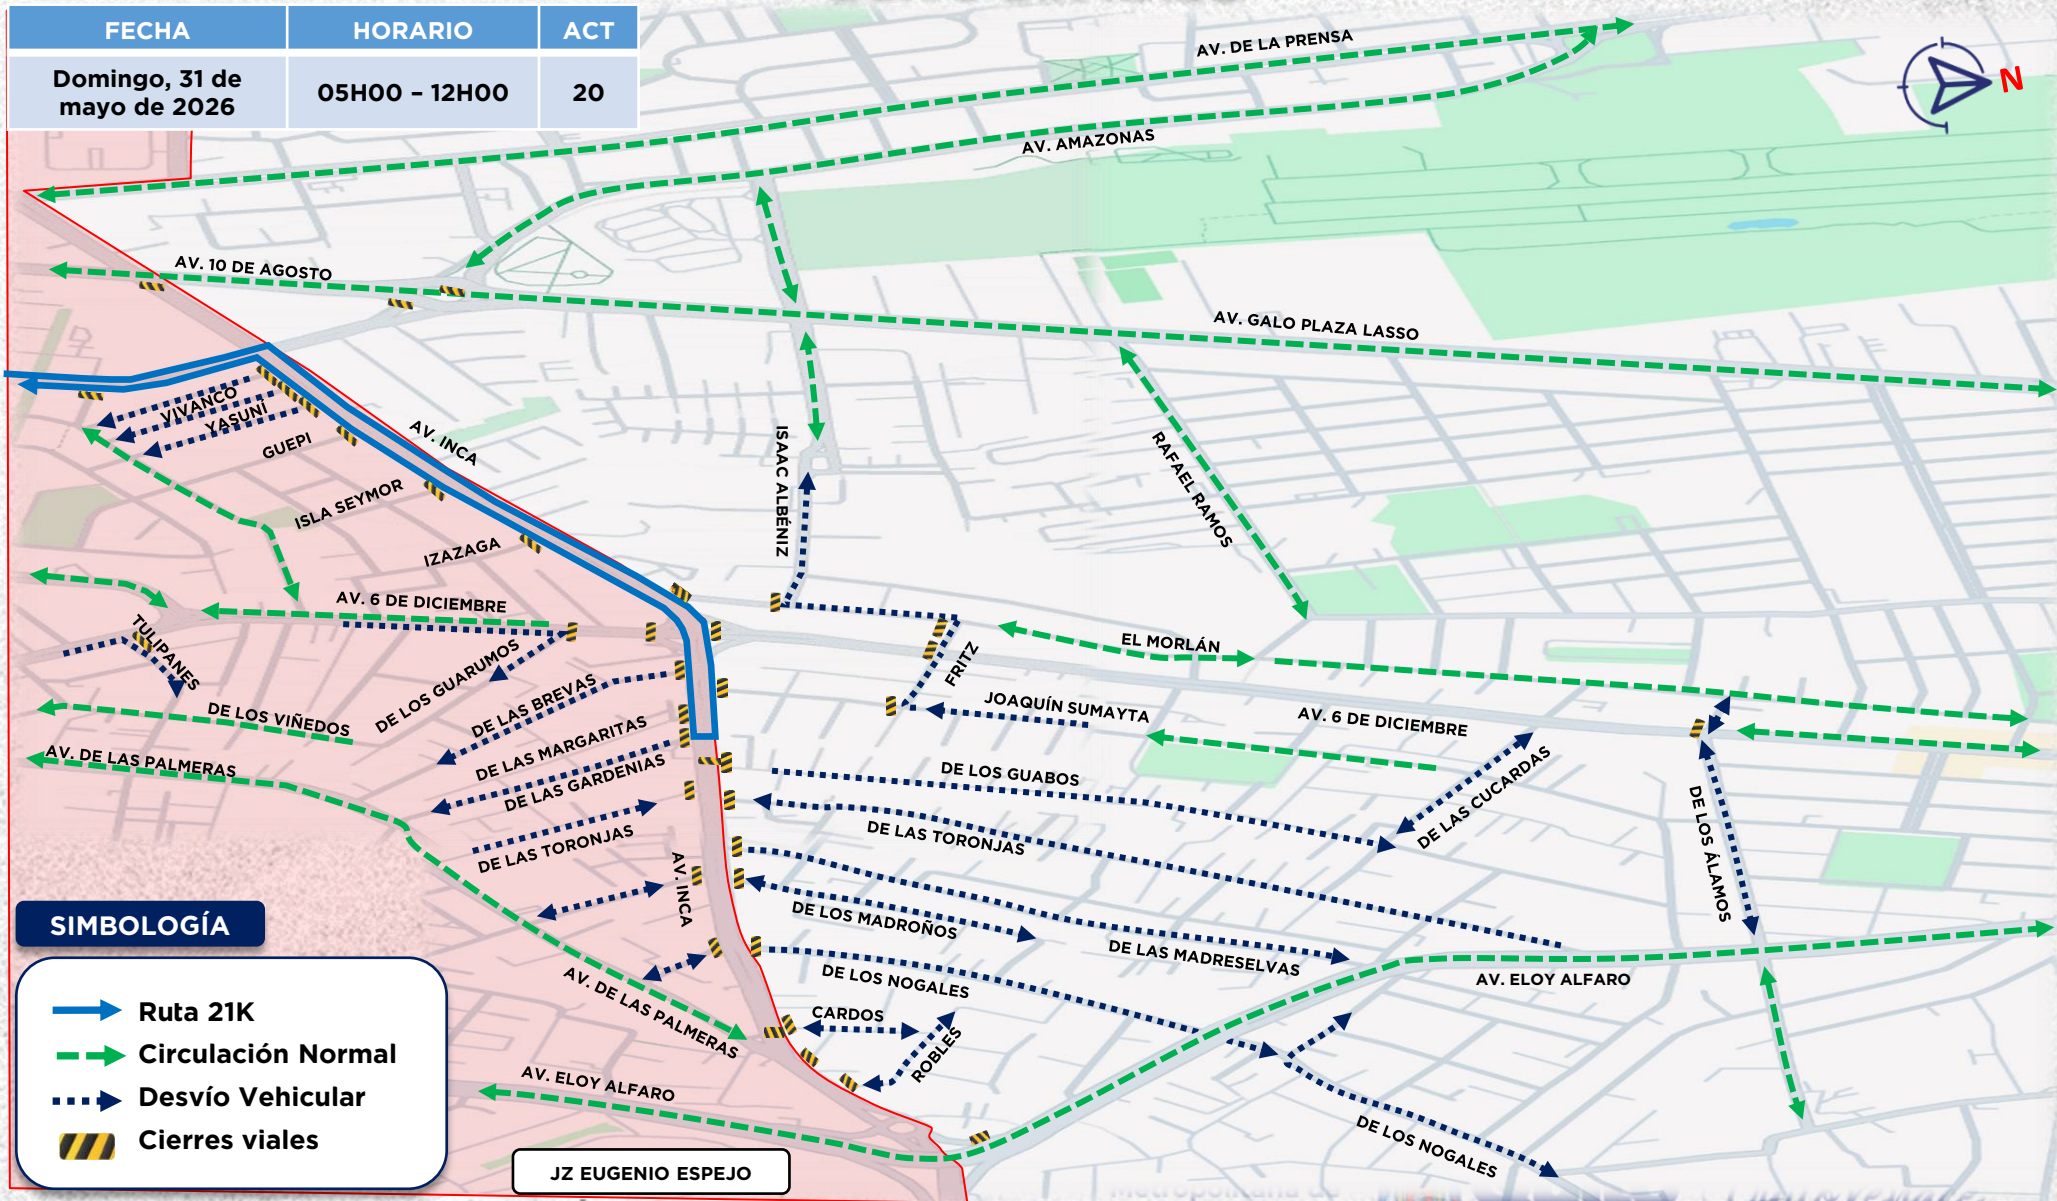 FECHA
HORARIO
ACT
Domingo, 31 de
mayo de 2026
05H00 – 12H00
20
N
AV. DE LA PRENSA
AV. AMAZONAS
AV. 10 DE AGOSTO
AV. GALO PLAZA LASSO
VIVANCO
YASUNÍ
GUEPI
AV. INCA
ISLA SEYMOR
IZAZAGA
ISAAC ALBÉNIZ
RAFAEL RAMOS
AV. 6 DE DICIEMBRE
TULIPANES
DE LOS GUARUMOS
DE LAS BREVAS
DE LOS VIÑEDOS
DE LAS MARGARITAS
AV. DE LAS PALMERAS
DE LAS GARDENIAS
DE LAS TORONJAS
FRITZ
EL MORLÁN
JOAQUÍN SUMAYTA
AV. 6 DE DICIEMBRE
DE LOS GUABOS
DE LAS CUCARDAS
DE LOS ÁLAMOS
DE LAS TORONJAS
AV. INCA
DE LOS MADROÑOS
DE LAS MADRESELVAS
DE LOS NOGALES
AV. ELOY ALFARO
AV. DE LAS PALMERAS
CARDOS
ROBLES
AV. ELOY ALFARO
DE LOS NOGALES
SIMBOLOGÍA
Ruta 21K
Circulación Normal
Desvío Vehicular
Cierres viales
JZ EUGENIO ESPEJO
Metropolitana de